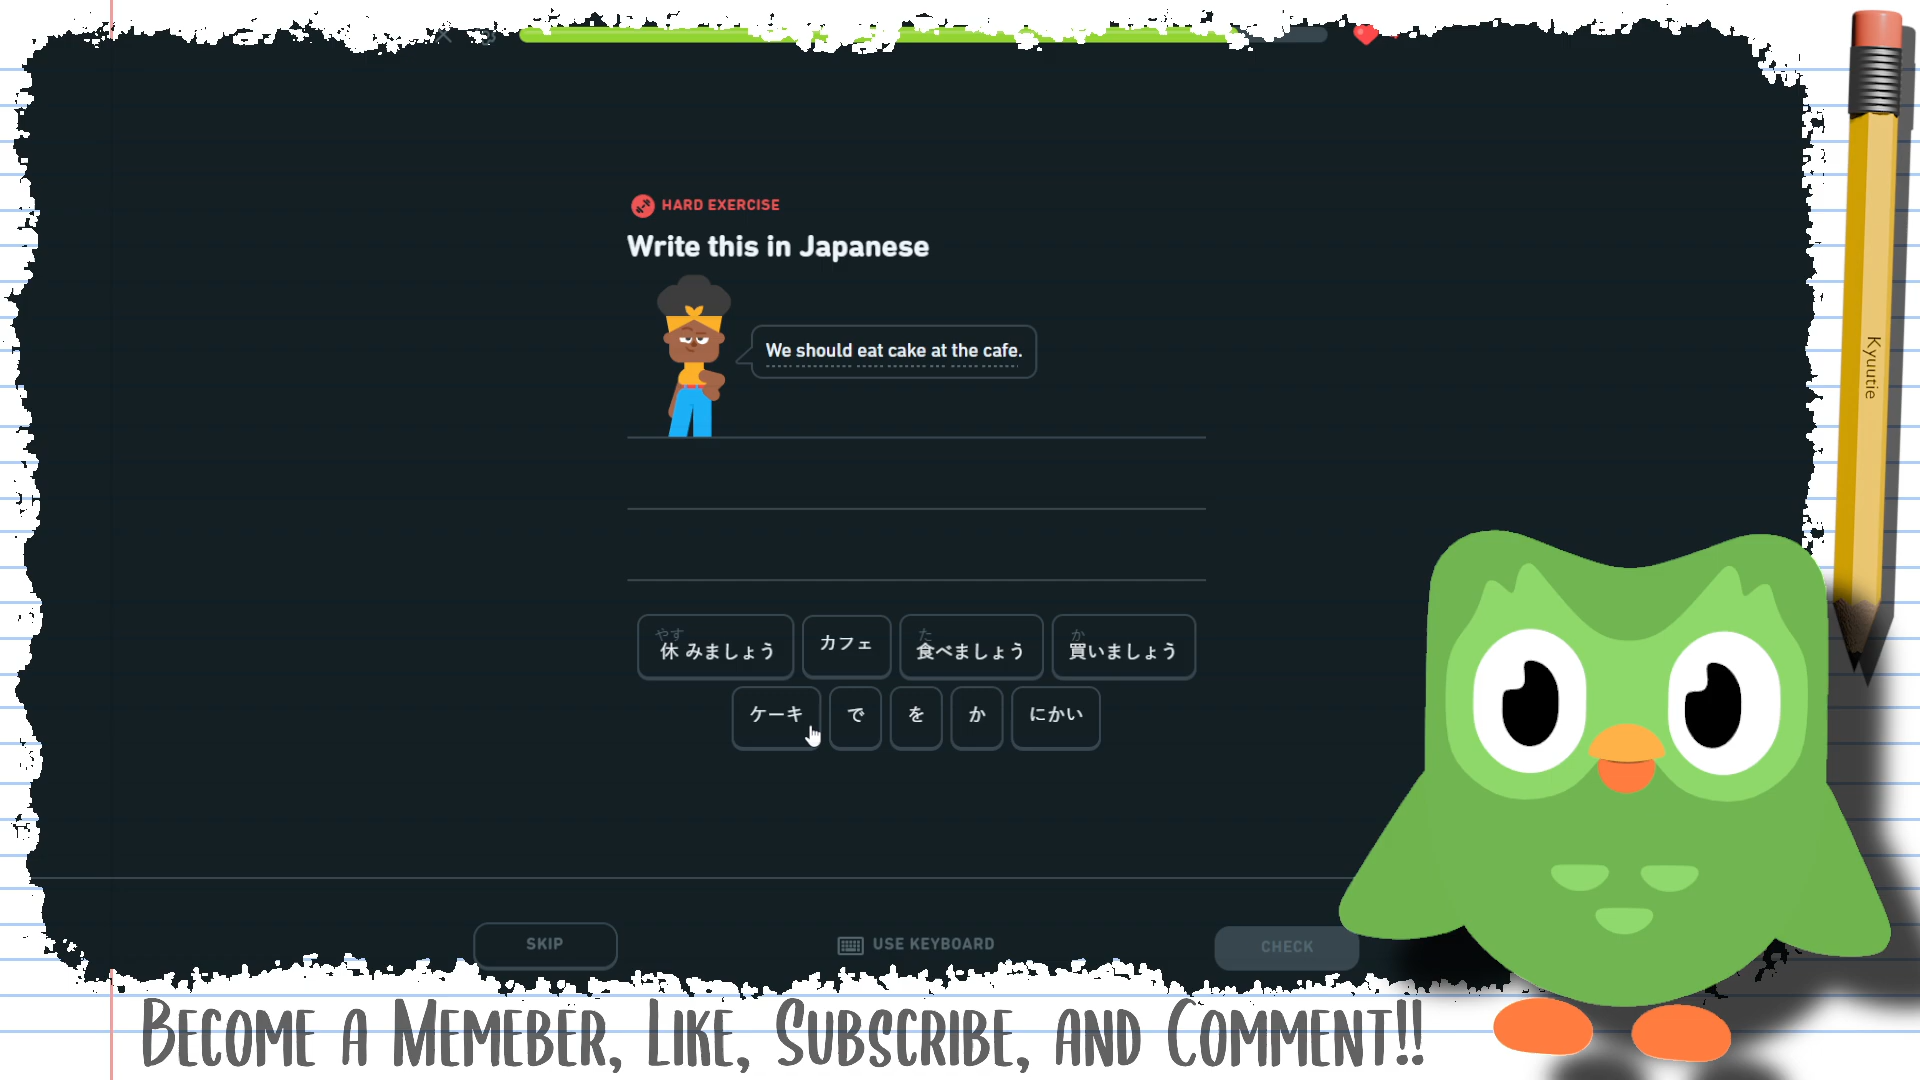 HARD EXERCISE
Write this in Japanese
We should eat cake at the cafe.
やす
休みましょう
カフェ
た
食べましょう
か
買いましょう
ケーキ
で
を
か
にかい
SKIP
USE KEYBOARD
CHECK
Kyuutie
BECOME A MEMEBER, LIKE, SUBSCRIBE, AND COMMENT!!